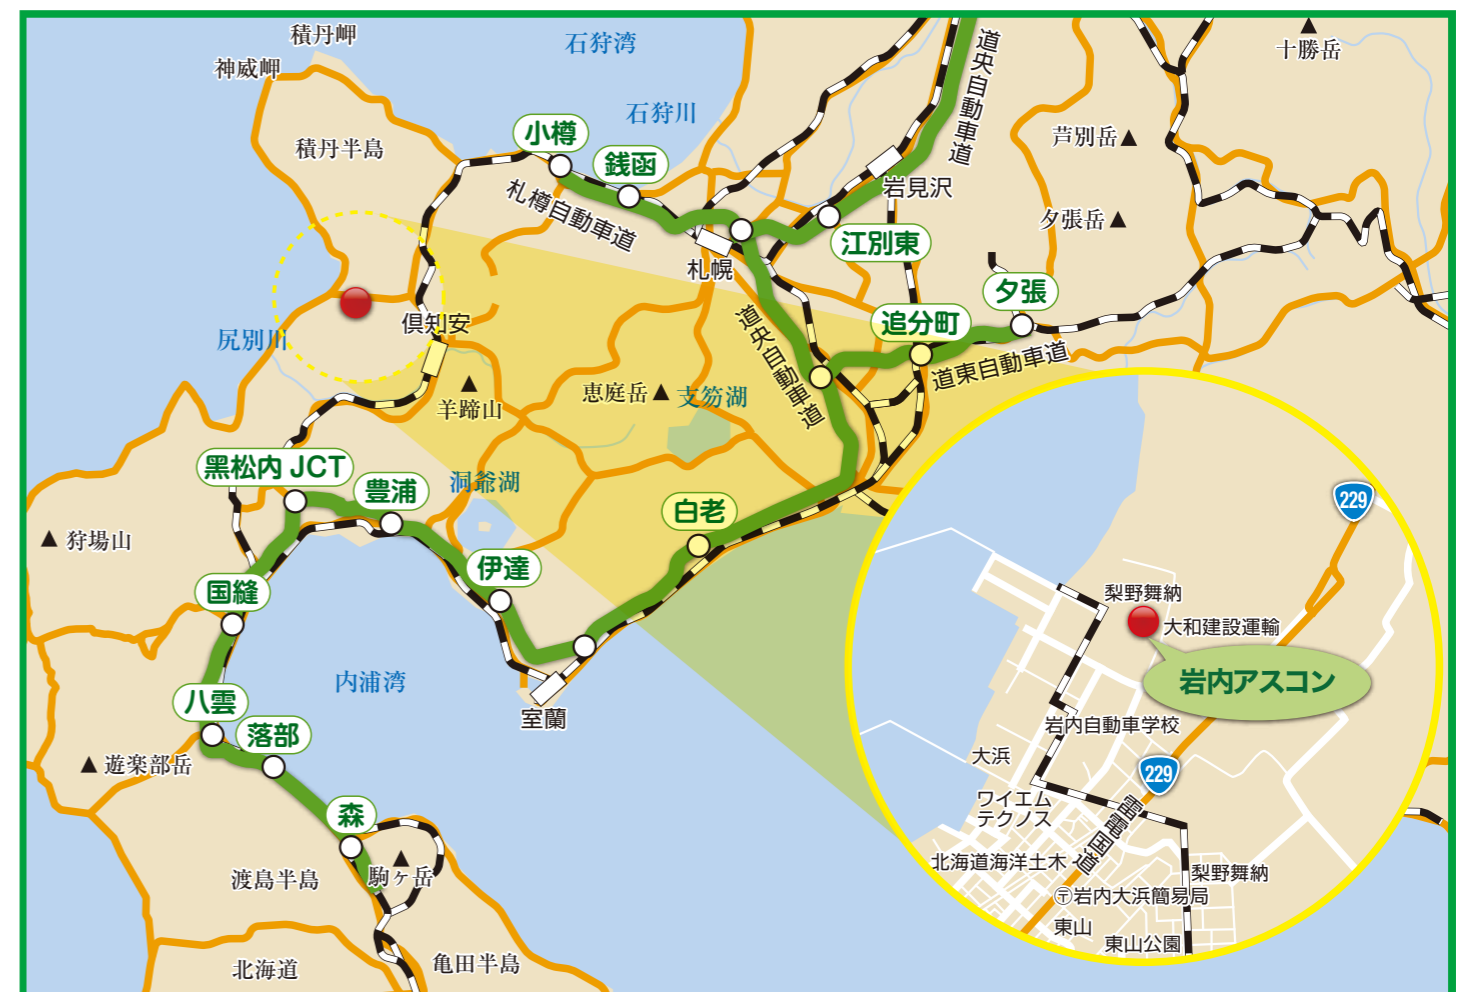 積丹岬
神威岬
石狩湾
十勝岳
石狩川
道央自動車道
小樽
銭函
積丹半島
芦別岳
岩見沢
札樽自動車道
江別東
夕張岳
札幌
夕張
追分町
道央自動車道
道東自動車道
倶知安
尻別川
羊蹄山
恵庭岳
支笏湖
黒松内 JCT
豊浦
洞爺湖
白老
狩場山
伊達
国縫
内浦湾
室蘭
八雲
落部
遊楽部岳
森
駒ヶ岳
渡島半島
北海道
亀田半島
229
梨野舞納
大和建設運輸
岩内アスコン
岩内自動車学校
大浜
229
ワイエム
テクノス
雷電国道
北海道海洋土木
梨野舞納
〒岩内大浜簡易局
東山
東山公園